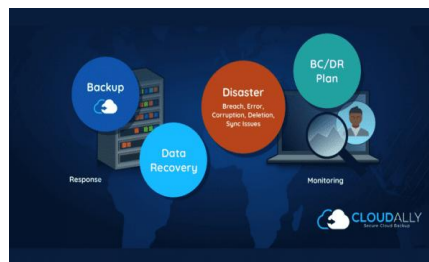 Backup
Data
Recovery
Response
Disaster
Breach, Error,
Corruption, Deletion,
Sync Issues
BC/DR
Plan
Monitoring
CLOUDALLY
Secure Cloud Backup